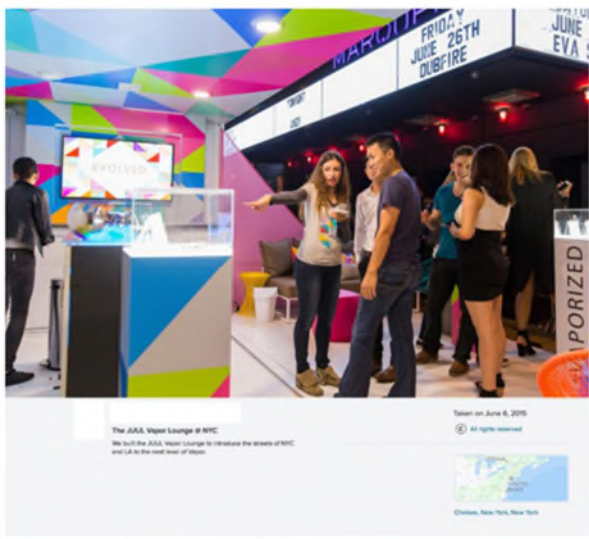 MARQU
FRIDAY
JUNE 26TH
DUBFIRE
JUNE
EVA
TONIGHT
EVOLVED
PORIZED
The JUUL Vapor Lounge @ NYC
We built the JUUL Vapor Lounge to introduce the streets of NYC
and LA to the next level of Vapor.
Taken on June 6, 2015
© All rights reserved
Chelsea, New York, New York